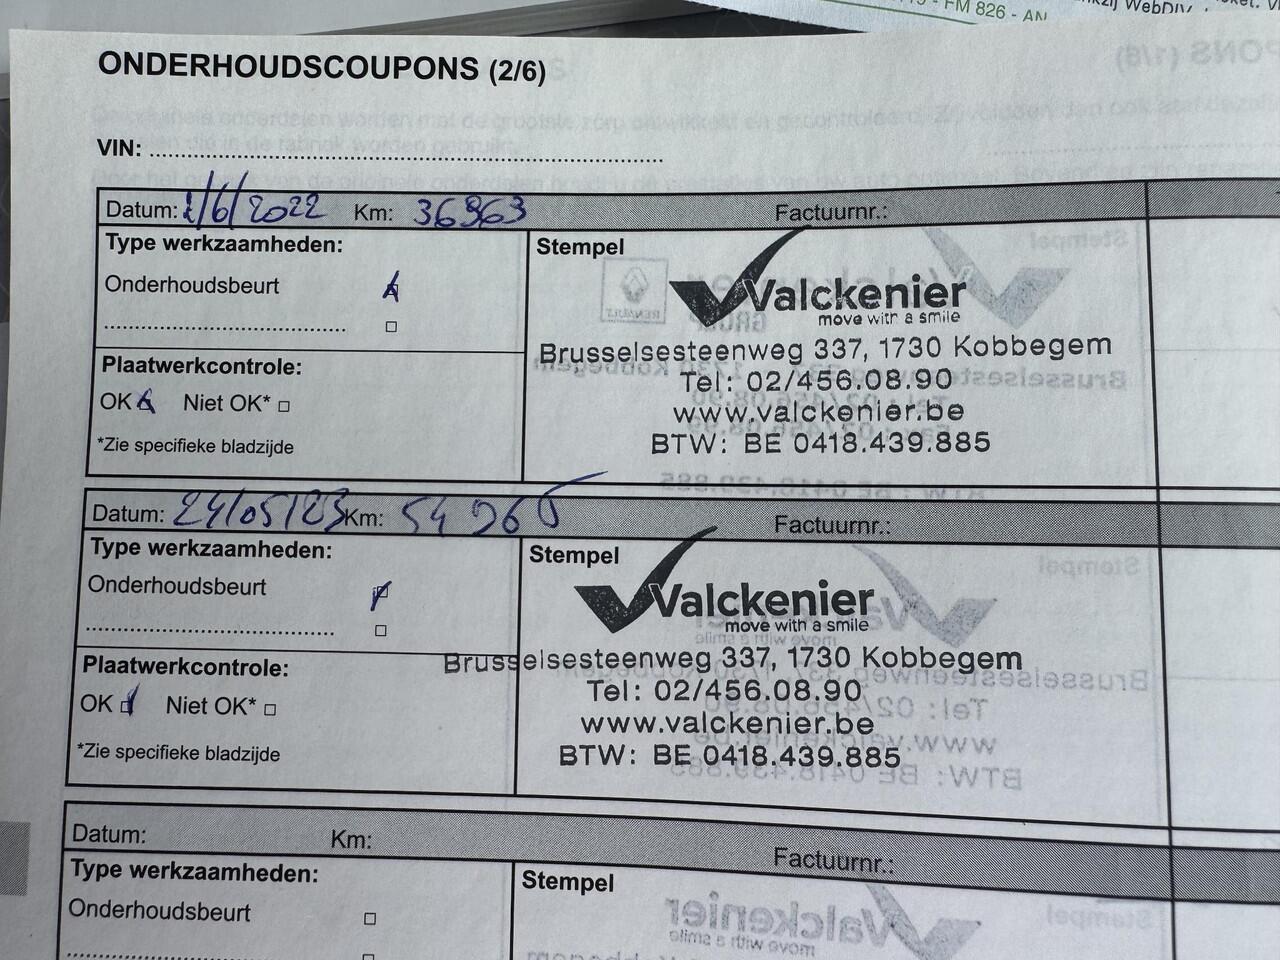 FM 826 - AN
WebDIV
ONDERHOUDSCOUPONS (2/6)
VIN:
Datum: 1/6/2022 Km: 36963 Factuurnr.:
Type werkzaamheden:
Stempel
Onderhoudsbeurt
Valckenier
move with a smile
Plaatwerkcontrole:
Brusselsesteenweg 337, 1730 Kobbegem
Tel: 02/456.08.90
OK Niet OK*
www.valckenier.be
*Zie specifieke bladzijde
BTW: BE 0418.439.885
Datum: 24/05/23 Km: 54 965 Factuurnr.:
Type werkzaamheden:
Stempel
Onderhoudsbeurt
Valckenier
move with a smile
Plaatwerkcontrole:
Brusselsesteenweg 337, 1730 Kobbegem
Tel: 02/456.08.90
OK Niet OK*
www.valckenier.be
*Zie specifieke bladzijde
BTW: BE 0418.439.885
Datum: Km: Factuurnr.:
Type werkzaamheden:
Stempel
Onderhoudsbeurt